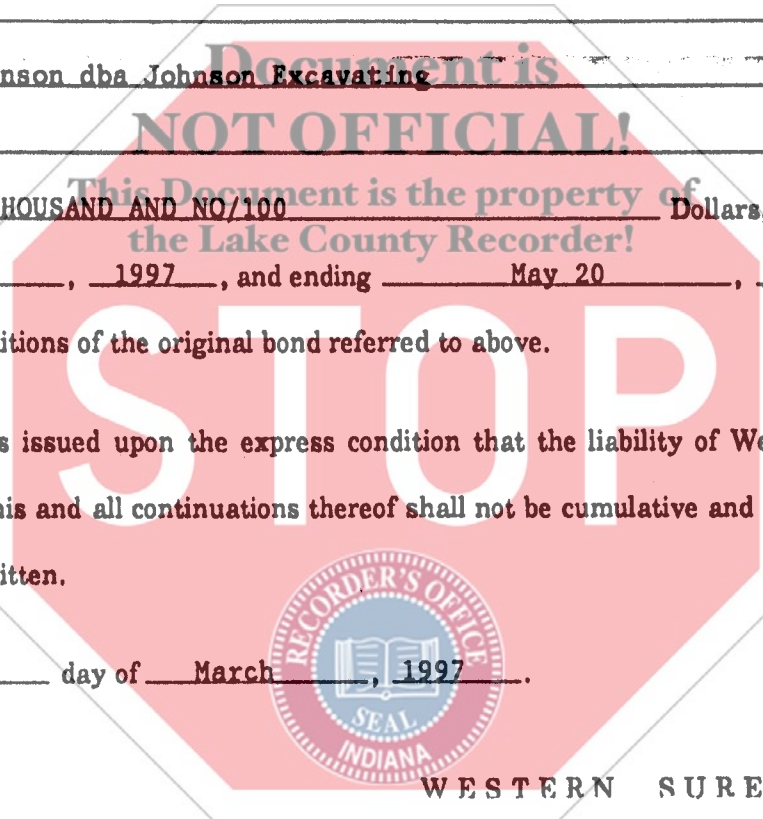 Document is
nson dba Johnson Excavating
NOT OFFICIAL!
This Document is the property of
HOUSAND AND NO/100 Dollars,
the Lake County Recorder!
, 1997 , and ending May 20 ,
STOP
itions of the original bond referred to above.
s issued upon the express condition that the liability of We
nis and all continuations thereof shall not be cumulative and
itten.
RECORDER'S OFFICE
day of March , 1997 .
SEAL
INDIANA
WESTERN SURE